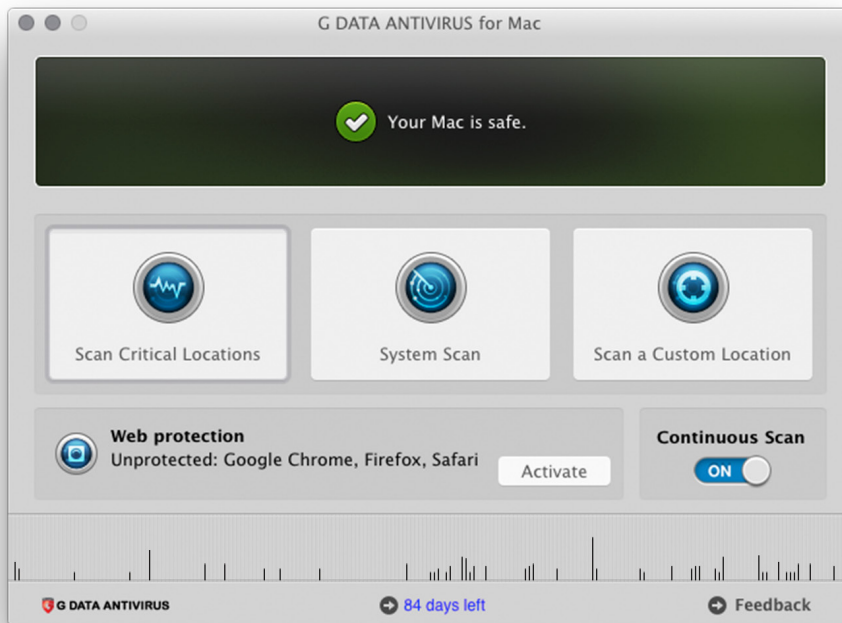 G DATA ANTIVIRUS for Mac
Your Mac is safe.
Scan Critical Locations
System Scan
Scan a Custom Location
Web protection
Unprotected: Google Chrome, Firefox, Safari
Activate
Continuous Scan
ON
G DATA ANTIVIRUS
84 days left
Feedback